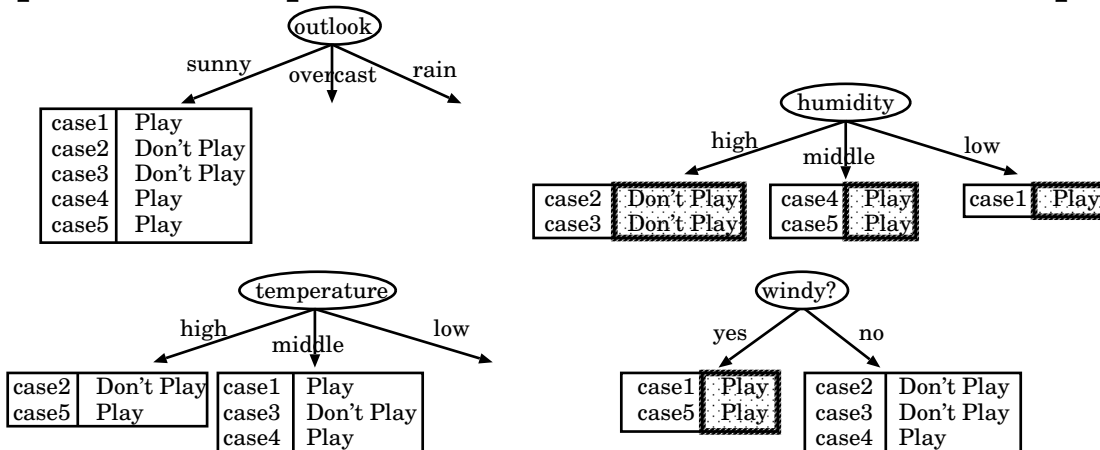 outlook
sunny
overcast
rain
case1 Play
case2 Don't Play
case3 Don't Play
case4 Play
case5 Play
humidity
high
middle
low
case2 Don't Play
case3 Don't Play
case4 Play
case5 Play
case1 Play
temperature
high
middle
low
case2 Don't Play
case5 Play
case1 Play
case3 Don't Play
case4 Play
windy?
yes
no
case1 Play
case5 Play
case2 Don't Play
case3 Don't Play
case4 Play